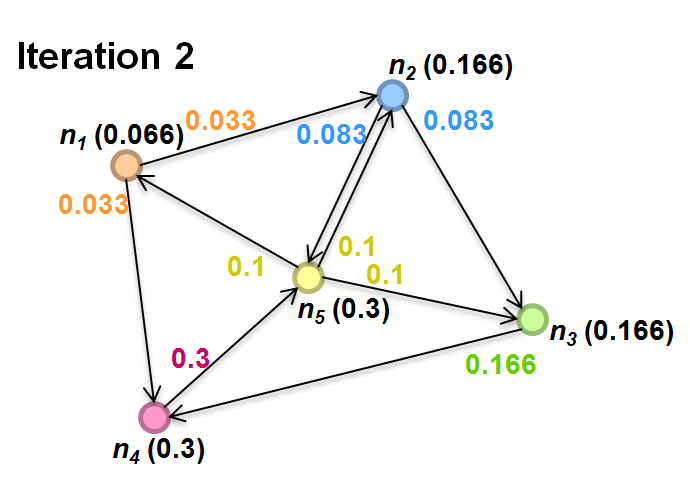 Iteration 2
n2 (0.166)
0.033
0.083
0.083
n1 (0.066)
0.033
0.1
0.1
0.1
n5 (0.3)
n3 (0.166)
0.3
0.166
n4 (0.3)